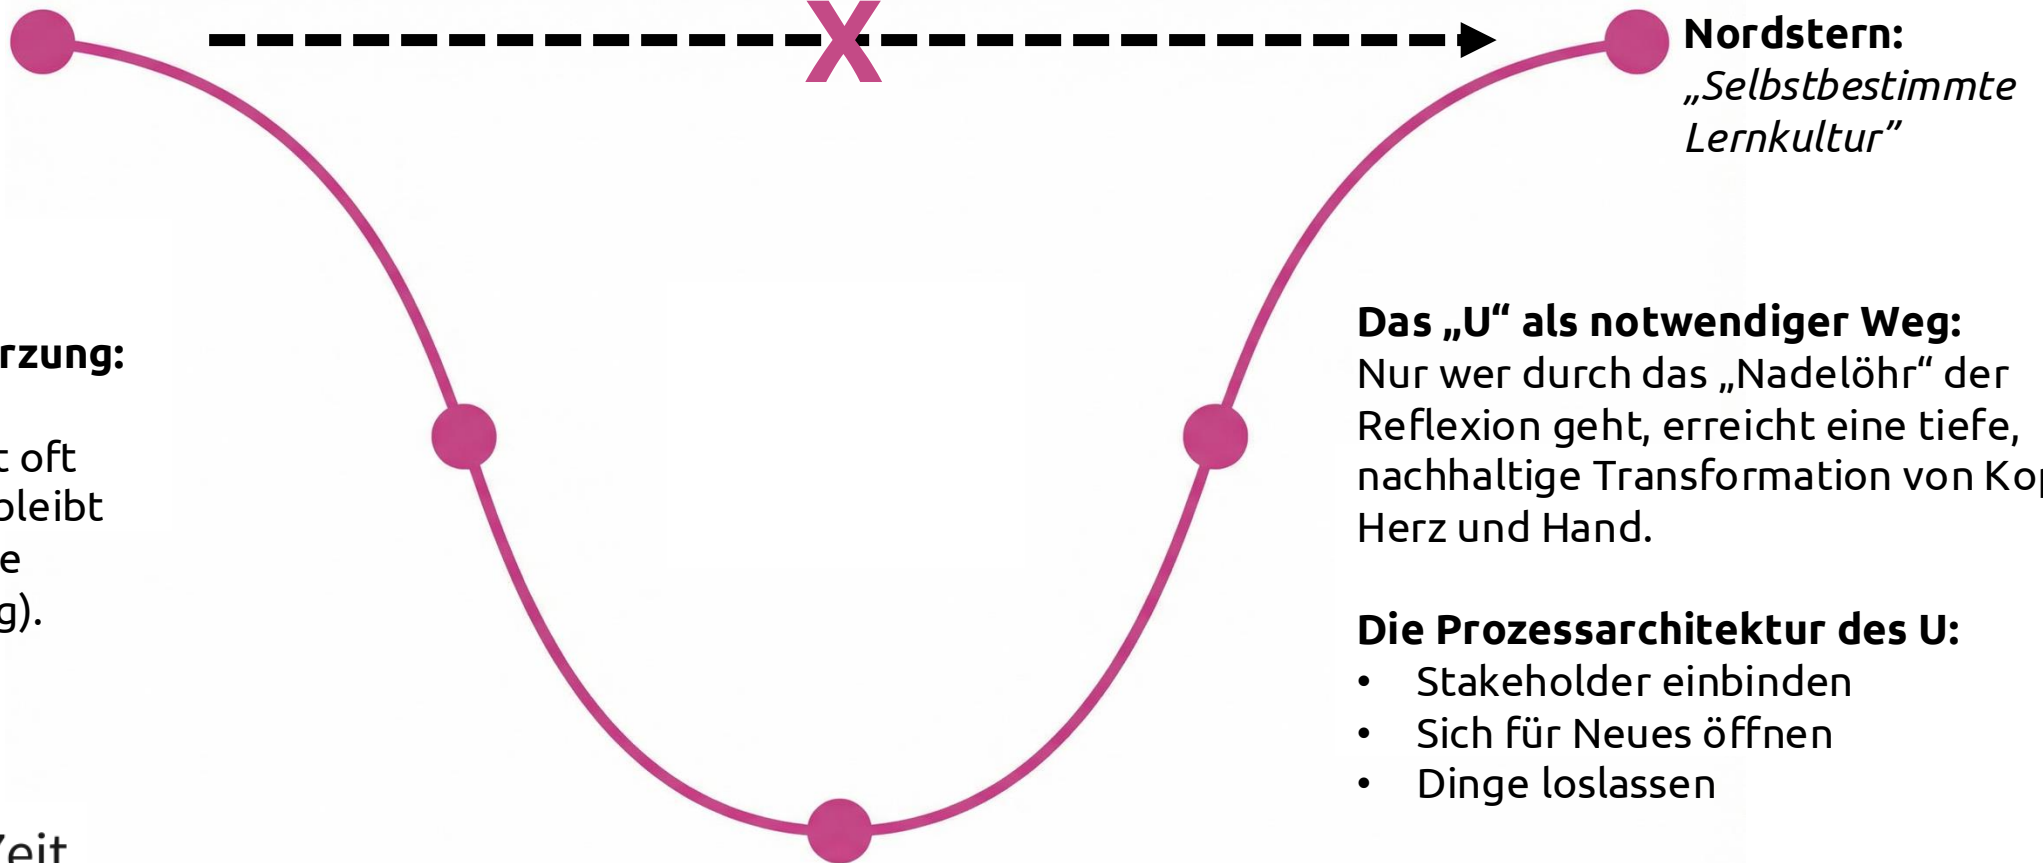 X
Nordstern:
„Selbstbestimmte
Lernkultur”
rzung:
oft
bleibt
Das „U“ als notwendiger Weg:
Nur wer durch das „Nadelöhr“ der
Reflexion geht, erreicht eine tiefe,
nachhaltige Transformation von
Herz und Hand.
Die Prozessarchitektur des U:
• Stakeholder einbinden
• Sich für Neues öffnen
• Dinge loslassen